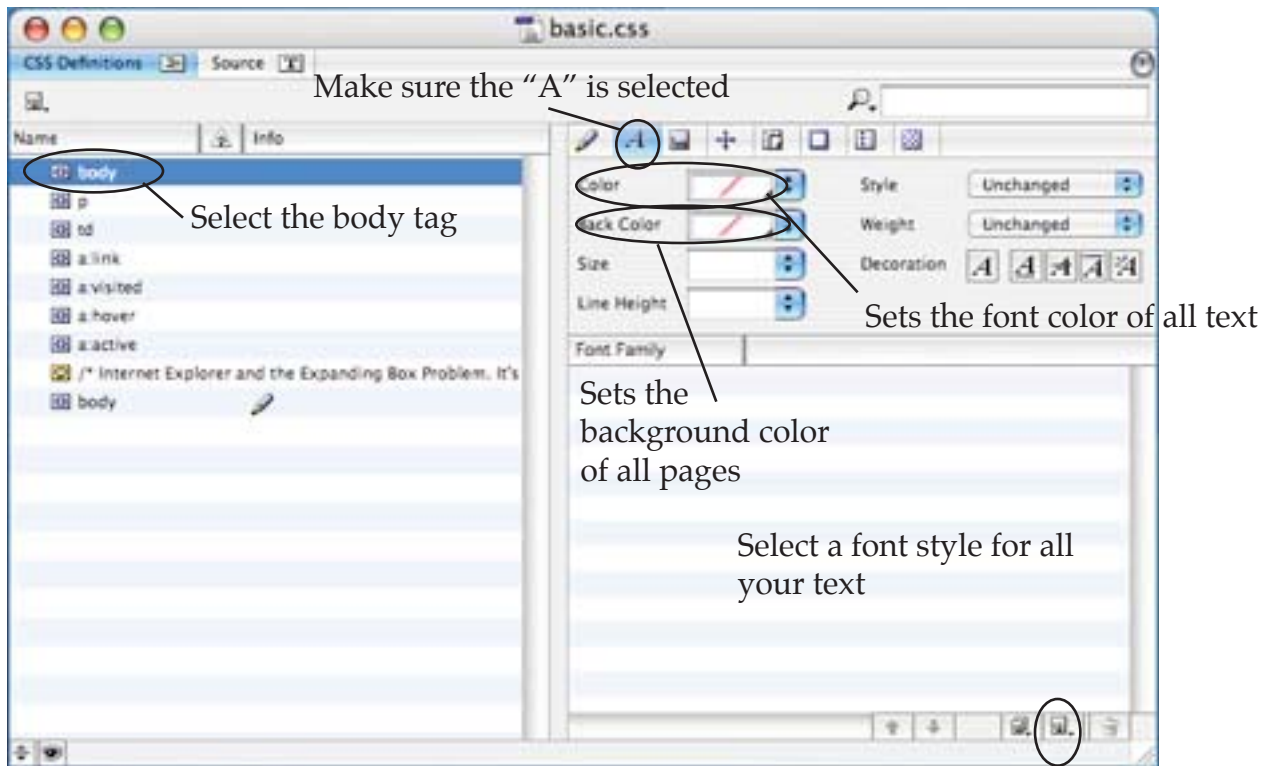 basic.css
CSS Definitions Source
Make sure the “A” is selected
Name Info
body
p
td
a:link
a:visited
a:hover
a:active
/* Internet Explorer and the Expanding Box Problem. It's
body
Select the body tag
Color Style Unchanged
Back Color Weight Unchanged
Size Decoration A A A A A
Line Height
Sets the font color of all text
Font Family
Sets the
background color
of all pages
Select a font style for all
your text